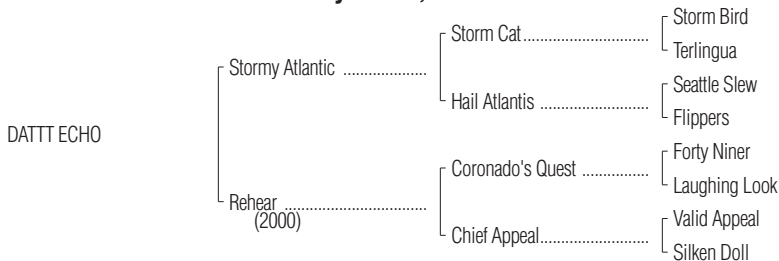 Storm Bird
Storm Cat
Terlingua
Stormy Atlantic
Seattle Slew
Hail Atlantis
Flippers
DATTT ECHO
Forty Niner
Coronado's Quest
Laughing Look
Rehear
(2000)
Valid Appeal
Chief Appeal
Silken Doll